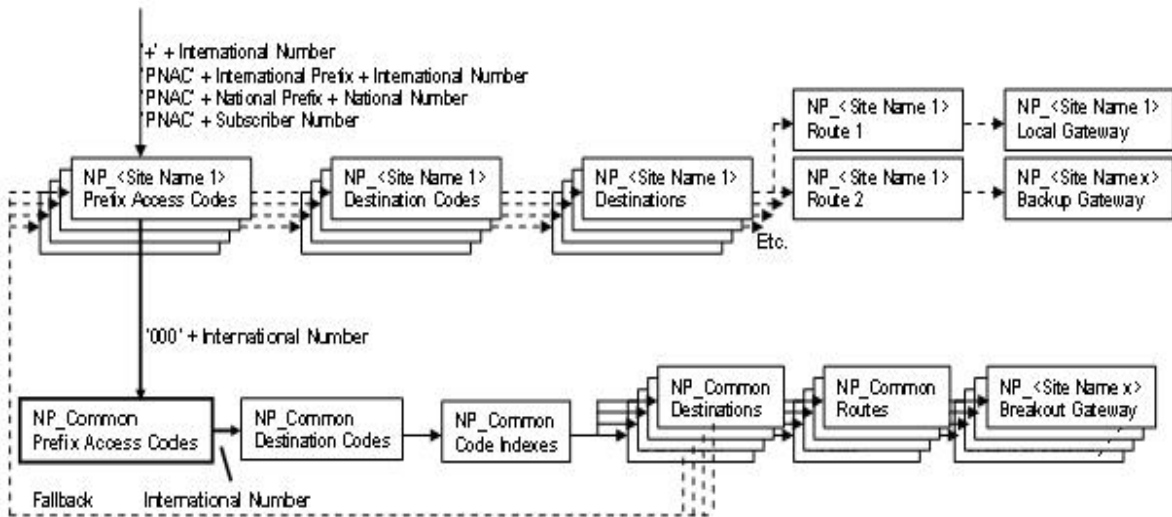 '+' + International Number
'PNAC' + International Prefix + International Number
'PNAC' + National Prefix + National Number
'PNAC' + Subscriber Number
NP_<Site Name 1>
Prefix Access Codes
NP_<Site Name 1>
Destination Codes
NP_<Site Name 1>
Destinations
NP_<Site Name 1>
Route 1
NP_<Site Name 1>
Local Gateway
NP_<Site Name 1>
Route 2
NP_<Site Name x>
Backup Gateway
Etc.
'000' + International Number
NP_Common
Prefix Access Codes
NP_Common
Destination Codes
NP_Common
Code Indexes
NP_Common
Destinations
NP_Common
Routes
NP_<Site Name x>
Breakout Gateway
Fallback
International Number